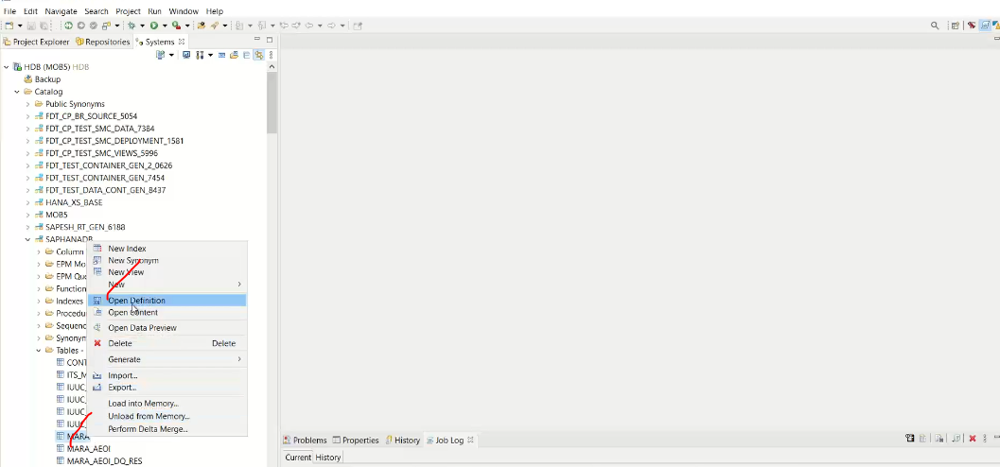 File Edit Navigate Search Project Run Window Help
Project Explorer Repositories Systems
HDB (MOB5) HDB
Backup
Catalog
Public Synonyms
FDT_CP_BR_SOURCE_5054
FDT_CP_TEST_SMC_DATA_7384
FDT_CP_TEST_SMC_DEPLOYMENT_1581
FDT_CP_TEST_SMC_VIEWS_5996
FDT_TEST_CONTAINER_GEN_2_0626
FDT_TEST_CONTAINER_GEN_7454
FDT_TEST_DATA_CONT_GEN_8437
HANA_XS_BASE
MOB5
SAPESH_RT_GEN_6188
SAPHANADB
Column
EPM Mo
EPM Que
Function
Indexes
Procedu
Sequenc
Synonym
Tables -
CONT
ITS_M
IUUC_
IUUC_
IUUC_
IUUC_
MARA
MARA_AEOI
MARA_AEOI_DQ_RES
New Index
New Synonym
New View
New
Open Definition
Open Content
Open Data Preview
Delete Delete
Generate
Import...
Export...
Load into Memory...
Unload from Memory...
Perform Delta Merge...
Problems Properties History Job Log
Current History